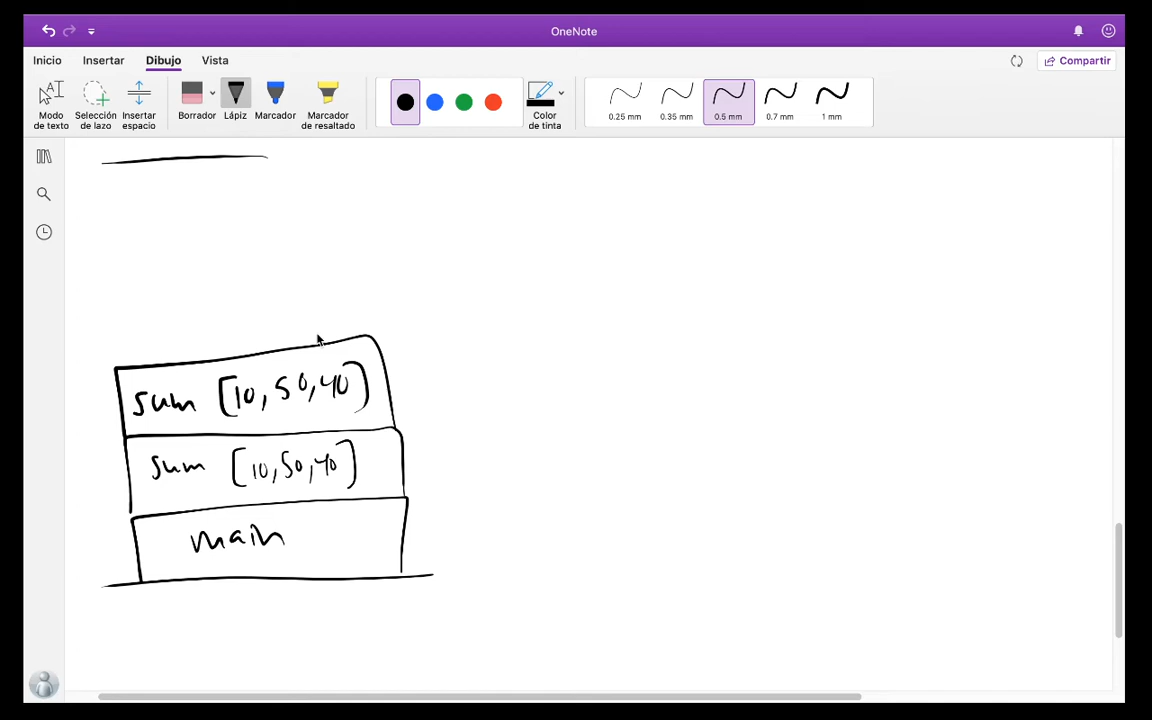 OneNote
Inicio Insertar Dibujo Vista
Compartir
Modo de texto
Selección de lazo
Insertar espacio
Borrador
Lápiz
Marcador
Marcador de resaltado
Color de tinta
0.25 mm
0.35 mm
0.5 mm
0.7 mm
1 mm
sum [10, 50, 40]
sum [10, 50, 40]
main